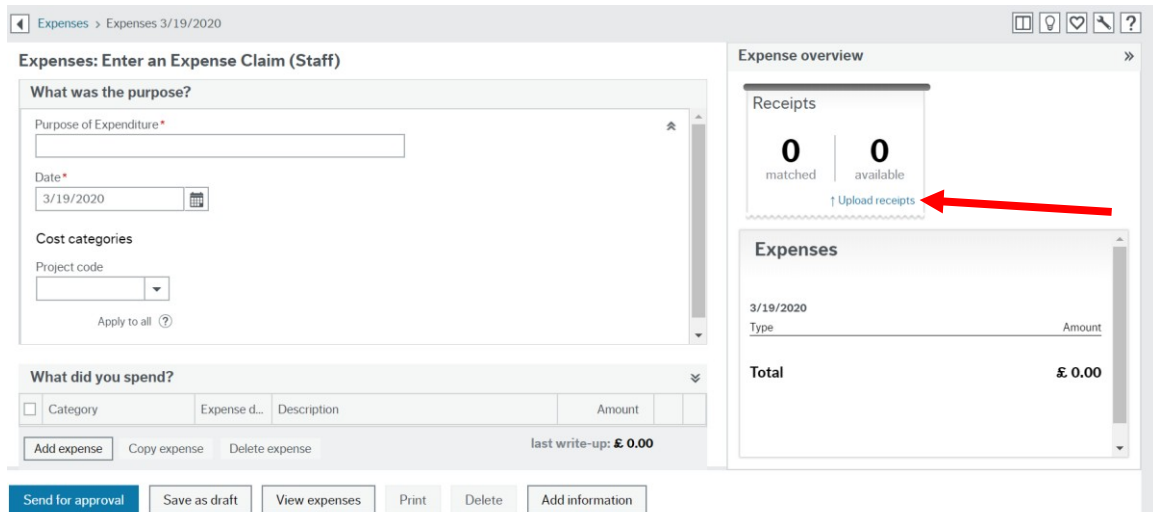 Expenses > Expenses 3/19/2020
?
Expenses: Enter an Expense Claim (Staff)
What was the purpose?
Purpose of Expenditure*
Date*
3/19/2020
Cost categories
Project code
Apply to all ?
What did you spend?
Category Expense d... Description Amount
Add expense Copy expense Delete expense last write-up: £ 0.00
Send for approval Save as draft View expenses Print Delete Add information
Expense overview »
Receipts
0 0
matched available
↑ Upload receipts
Expenses
3/19/2020
Type Amount
Total £ 0.00